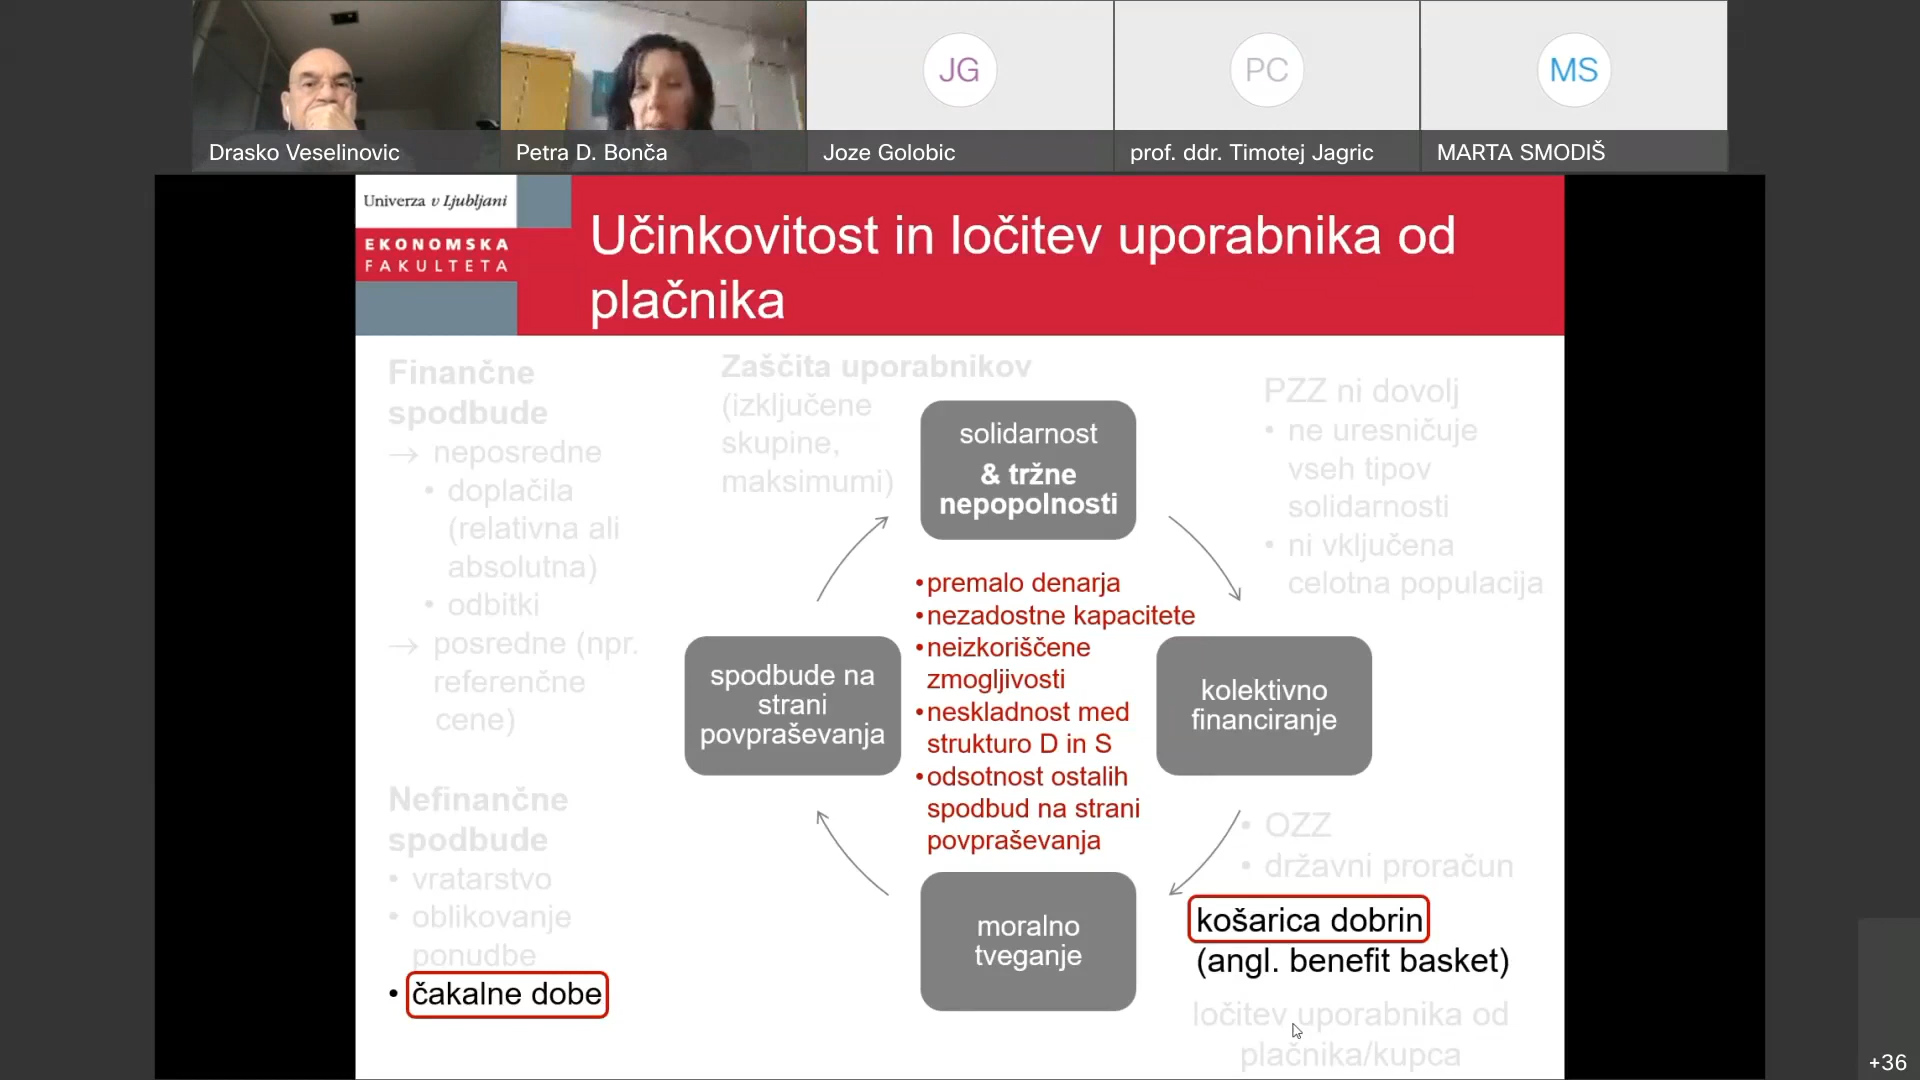 JG
PC
MS
Drasko Veselinovic
Petra D. Bonča
Joze Golobic
prof. ddr. Timotej Jagric
MARTA SMODIŠ
Univerza v Ljubljani
EKONOMSKA
FAKULTETA
Učinkovitost in ločitev uporabnika od
plačnika
Finančne
spodbude
→ neposredne
• doplačila
(relativna ali
absolutna)
• odbitki
→ posredne (npr.
referenčne
cene)
Nefinančne
spodbude
• vratarstvo
• oblikovanje
ponudbe
• čakalne dobe
Zaščita uporabnikov
(izključene
skupine,
maksimumi)
solidarnost
& tržne
nepopolnosti
PZZ ni dovolj
• ne uresničuje
vseh tipov
solidarnosti
• ni vključena
celotna populacija
spodbude na
strani
povpraševanja
• premalo denarja
• nezadostne kapacitete
• neizkoriščene
zmogljivosti
• neskladnost med
strukturo D in S
• odsotnost ostalih
spodbud na strani
povpraševanja
kolektivno
financiranje
• OZZ
• državni proračun
moralno
tveganje
košarica dobrin
(angl. benefit basket)
ločitev uporabnika od
plačnika/kupca
+36